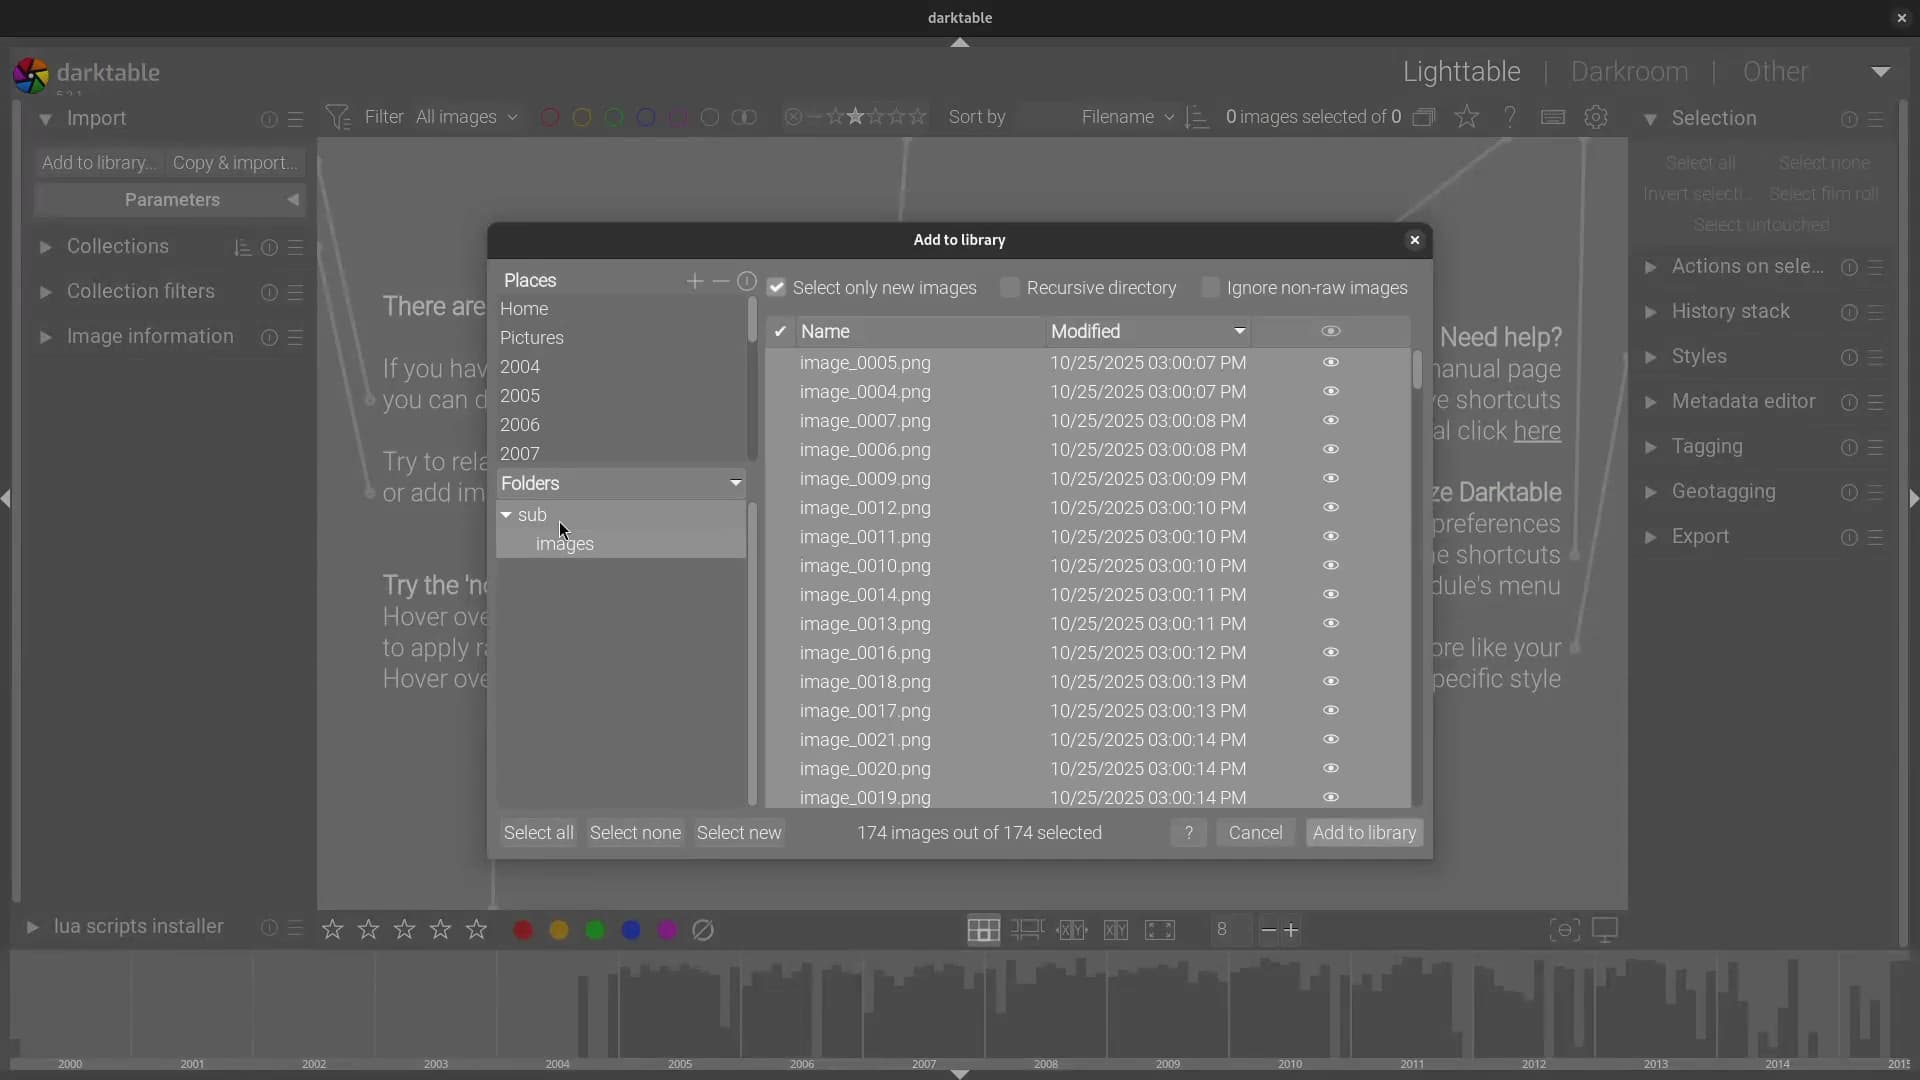 darktable
darktable
Lighttable | Darkroom | Other
Import
Add to library... Copy & import...
Parameters
Collections
Collection filters
Image information
lua scripts installer
Filter All images
Sort by Filename
0 images selected of 0
There are
If you hav
you can d
Try to rela
or add im
Try the 'no
Hover ove
to apply ra
Hover ove
Add to library
Places
Home
Pictures
2004
2005
2006
2007
Folders
sub
images
Select only new images Recursive directory Ignore non-raw images
Name Modified
image_0005.png 10/25/2025 03:00:07 PM
image_0004.png 10/25/2025 03:00:07 PM
image_0007.png 10/25/2025 03:00:08 PM
image_0006.png 10/25/2025 03:00:08 PM
image_0009.png 10/25/2025 03:00:09 PM
image_0012.png 10/25/2025 03:00:10 PM
image_0011.png 10/25/2025 03:00:10 PM
image_0010.png 10/25/2025 03:00:10 PM
image_0014.png 10/25/2025 03:00:11 PM
image_0013.png 10/25/2025 03:00:11 PM
image_0016.png 10/25/2025 03:00:12 PM
image_0018.png 10/25/2025 03:00:13 PM
image_0017.png 10/25/2025 03:00:13 PM
image_0021.png 10/25/2025 03:00:14 PM
image_0020.png 10/25/2025 03:00:14 PM
image_0019.png 10/25/2025 03:00:14 PM
Select all Select none Select new
174 images out of 174 selected
? Cancel Add to library
Need help?
nanual page
e shortcuts
al click here
ze Darktable
preferences
e shortcuts
dule's menu
ore like your
pecific style
Selection
Select all Select none
Invert selecti... Select film roll
Select untouched
Actions on sele...
History stack
Styles
Metadata editor
Tagging
Geotagging
Export
8
2000 2001 2002 2003 2004 2005 2006 2007 2008 2009 2010 2011 2012 2013 2014 2015